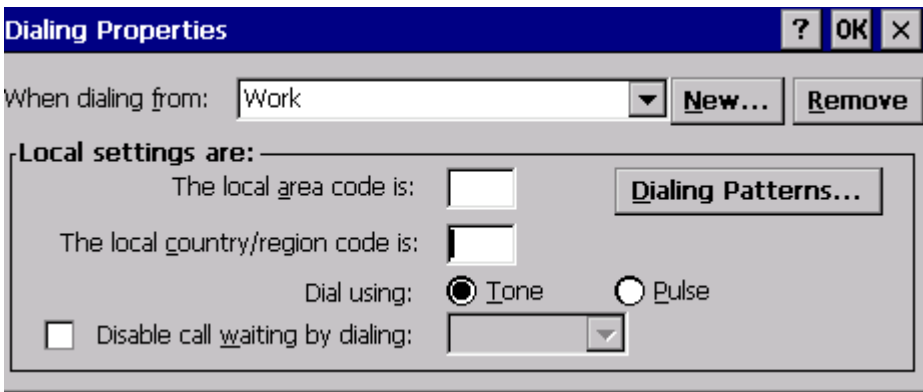 Dialing Properties ? OK ×
When dialing from: Work New... Remove
Local settings are:
The local area code is: Dialing Patterns...
The local country/region code is:
Dial using: Tone Pulse
Disable call waiting by dialing: